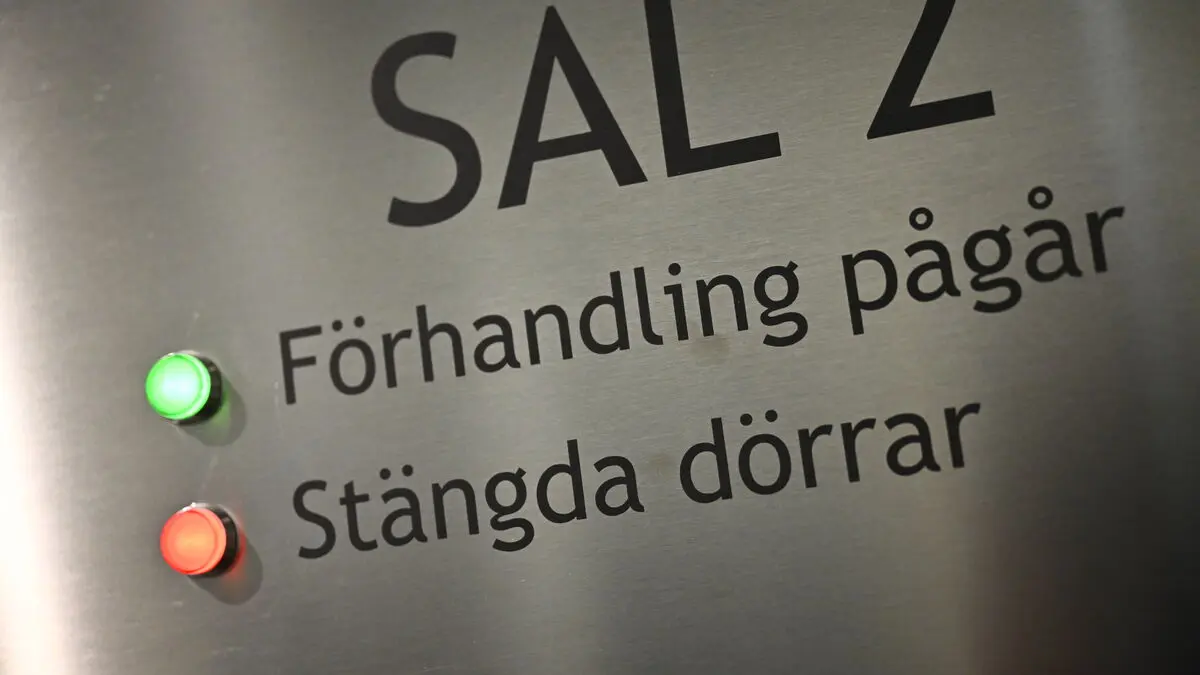 SAL 2
Förhandling pågår
Stängda dörrar